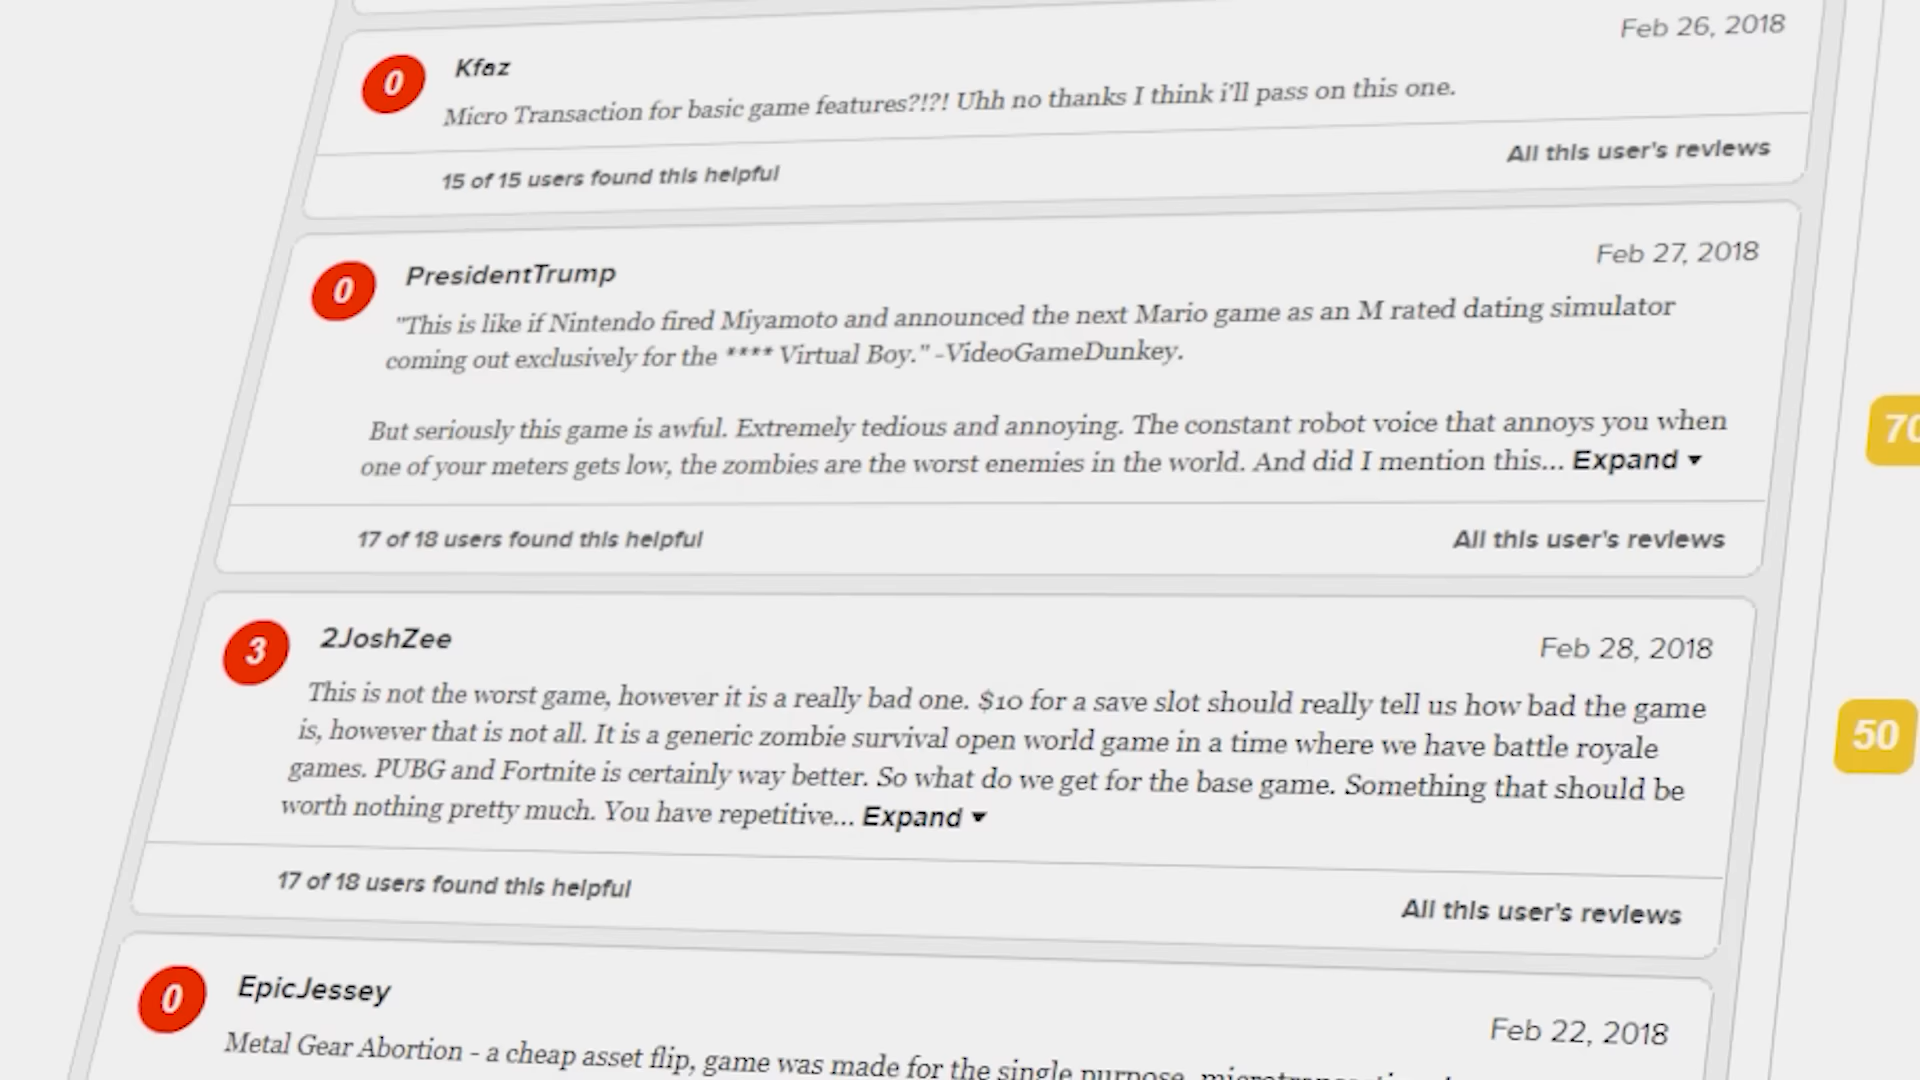 Feb 26, 2018
0 Kfaz
Micro Transaction for basic game features?!?! Uhh no thanks I think i'll pass on this one.
15 of 15 users found this helpful
All this user's reviews
0 PresidentTrump
Feb 27, 2018
"This is like if Nintendo fired Miyamoto and announced the next Mario game as an M rated dating simulator
coming out exclusively for the **** Virtual Boy." -VideoGameDunkey.
But seriously this game is awful. Extremely tedious and annoying. The constant robot voice that annoys you when
one of your meters gets low, the zombies are the worst enemies in the world. And did I mention this... Expand
17 of 18 users found this helpful
All this user's reviews
70
3 2JoshZee
Feb 28, 2018
This is not the worst game, however it is a really bad one. $10 for a save slot should really tell us how bad the game
is, however that is not all. It is a generic zombie survival open world game in a time where we have battle royale
games. PUBG and Fortnite is certainly way better. So what do we get for the base game. Something that should be
worth nothing pretty much. You have repetitive... Expand
17 of 18 users found this helpful
All this user's reviews
50
0 EpicJessey
Feb 22, 2018
Metal Gear Abortion - a cheap asset flip, game was made for the single purpose,